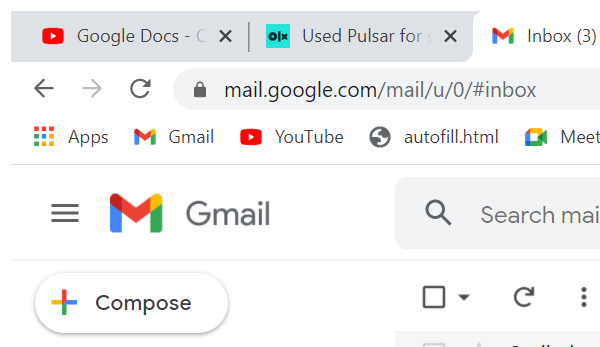 Google Docs - C
olx Used Pulsar for s
Inbox (3)
mail.google.com/mail/u/0/#inbox
Apps Gmail YouTube autofill.html Meet
Gmail
Search mai
Compose